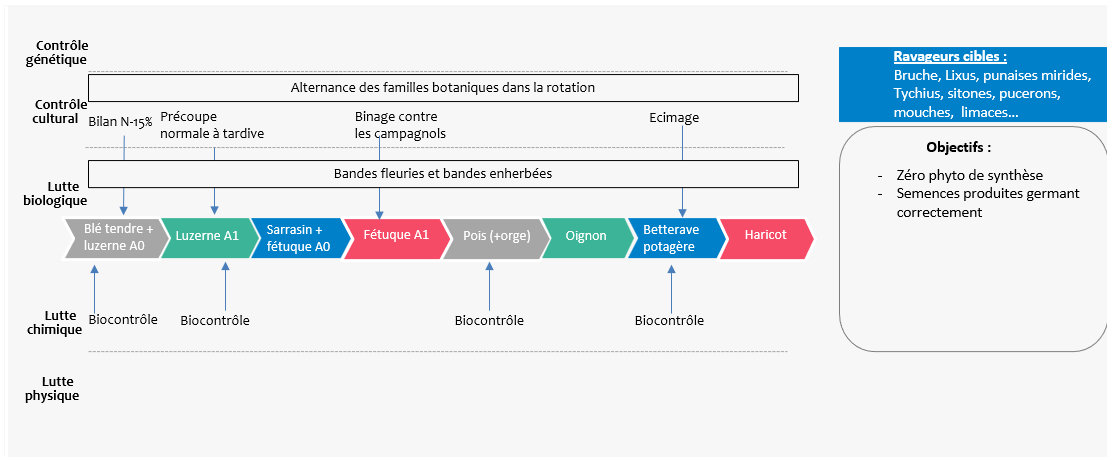 Contrôle
génétique
Alternance des familles botaniques dans la rotation
Contrôle
cultural
Bilan N-15%
Précoupe
normale à tardive
Binage contre
les campagnols
Ecimage
Bandes fleuries et bandes enherbées
Lutte
biologique
Blé tendre +
luzerne A0
Luzerne A1
Sarrasin +
fétuque A0
Fétuque A1
Pois (+orge)
Oignon
Betterave
potagère
Haricot
Lutte
chimique
Biocontrôle
Biocontrôle
Biocontrôle
Biocontrôle
Lutte
physique
Ravageurs cibles :
Bruche, Lixus, punaises mirides,
Tychius, sitones, pucerons,
mouches, limaces...
Objectifs :
- Zéro phyto de synthèse
- Semences produites germant
correctement